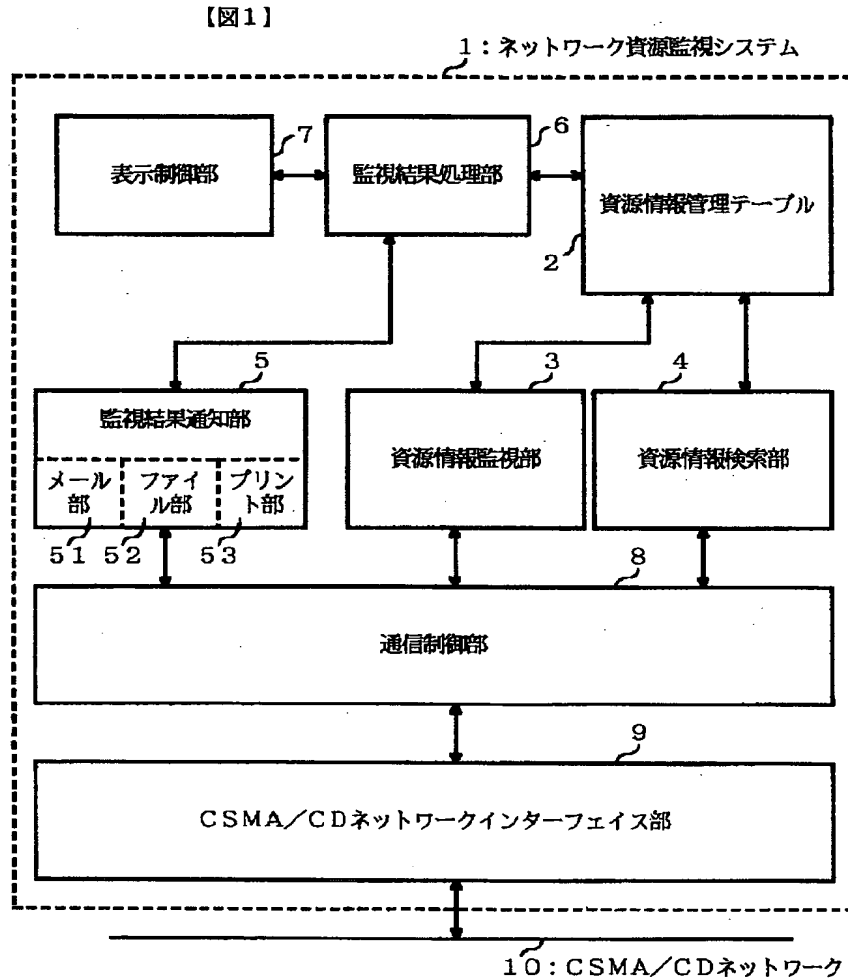 【図1】
1：ネットワーク資源監視システム
7
6
表示制御部
監視結果処理部
資源情報管理テーブル
2
5
3
4
監視結果通知部
資源情報監視部
資源情報検索部
メール
部
ファイ
ル部
プリン
ト部
51
52
53
8
通信制御部
9
CSMA／CDネットワークインターフェイス部
10：CSMA／CDネットワーク